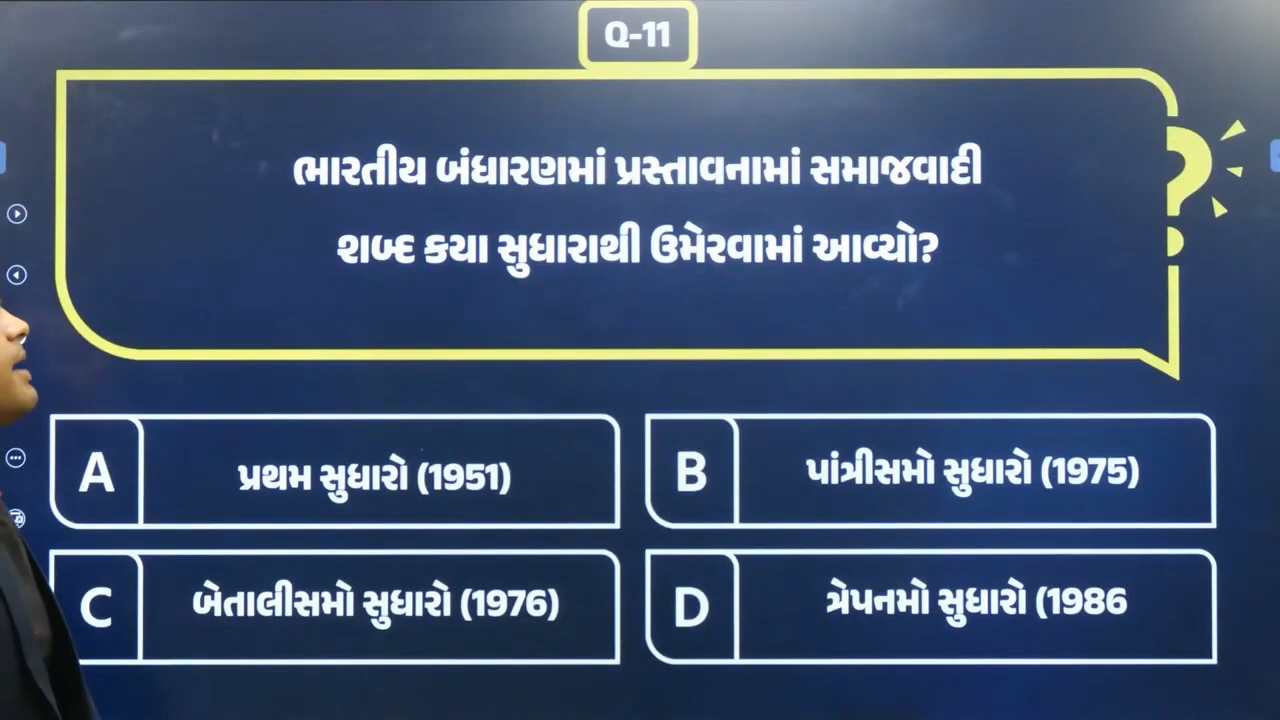 Q-11
ભારતીય બંધારણમાં પ્રસ્તાવનામાં સમાજવાદી
શબ્દ કયા સુધારાથી ઉમેરવામાં આવ્યો?
A પ્રથમ સુધારો (1951)
B પાંત્રીસમો સુધારો (1975)
C બેતાલીસમો સુધારો (1976)
D ત્રેપનમો સુધારો (1986